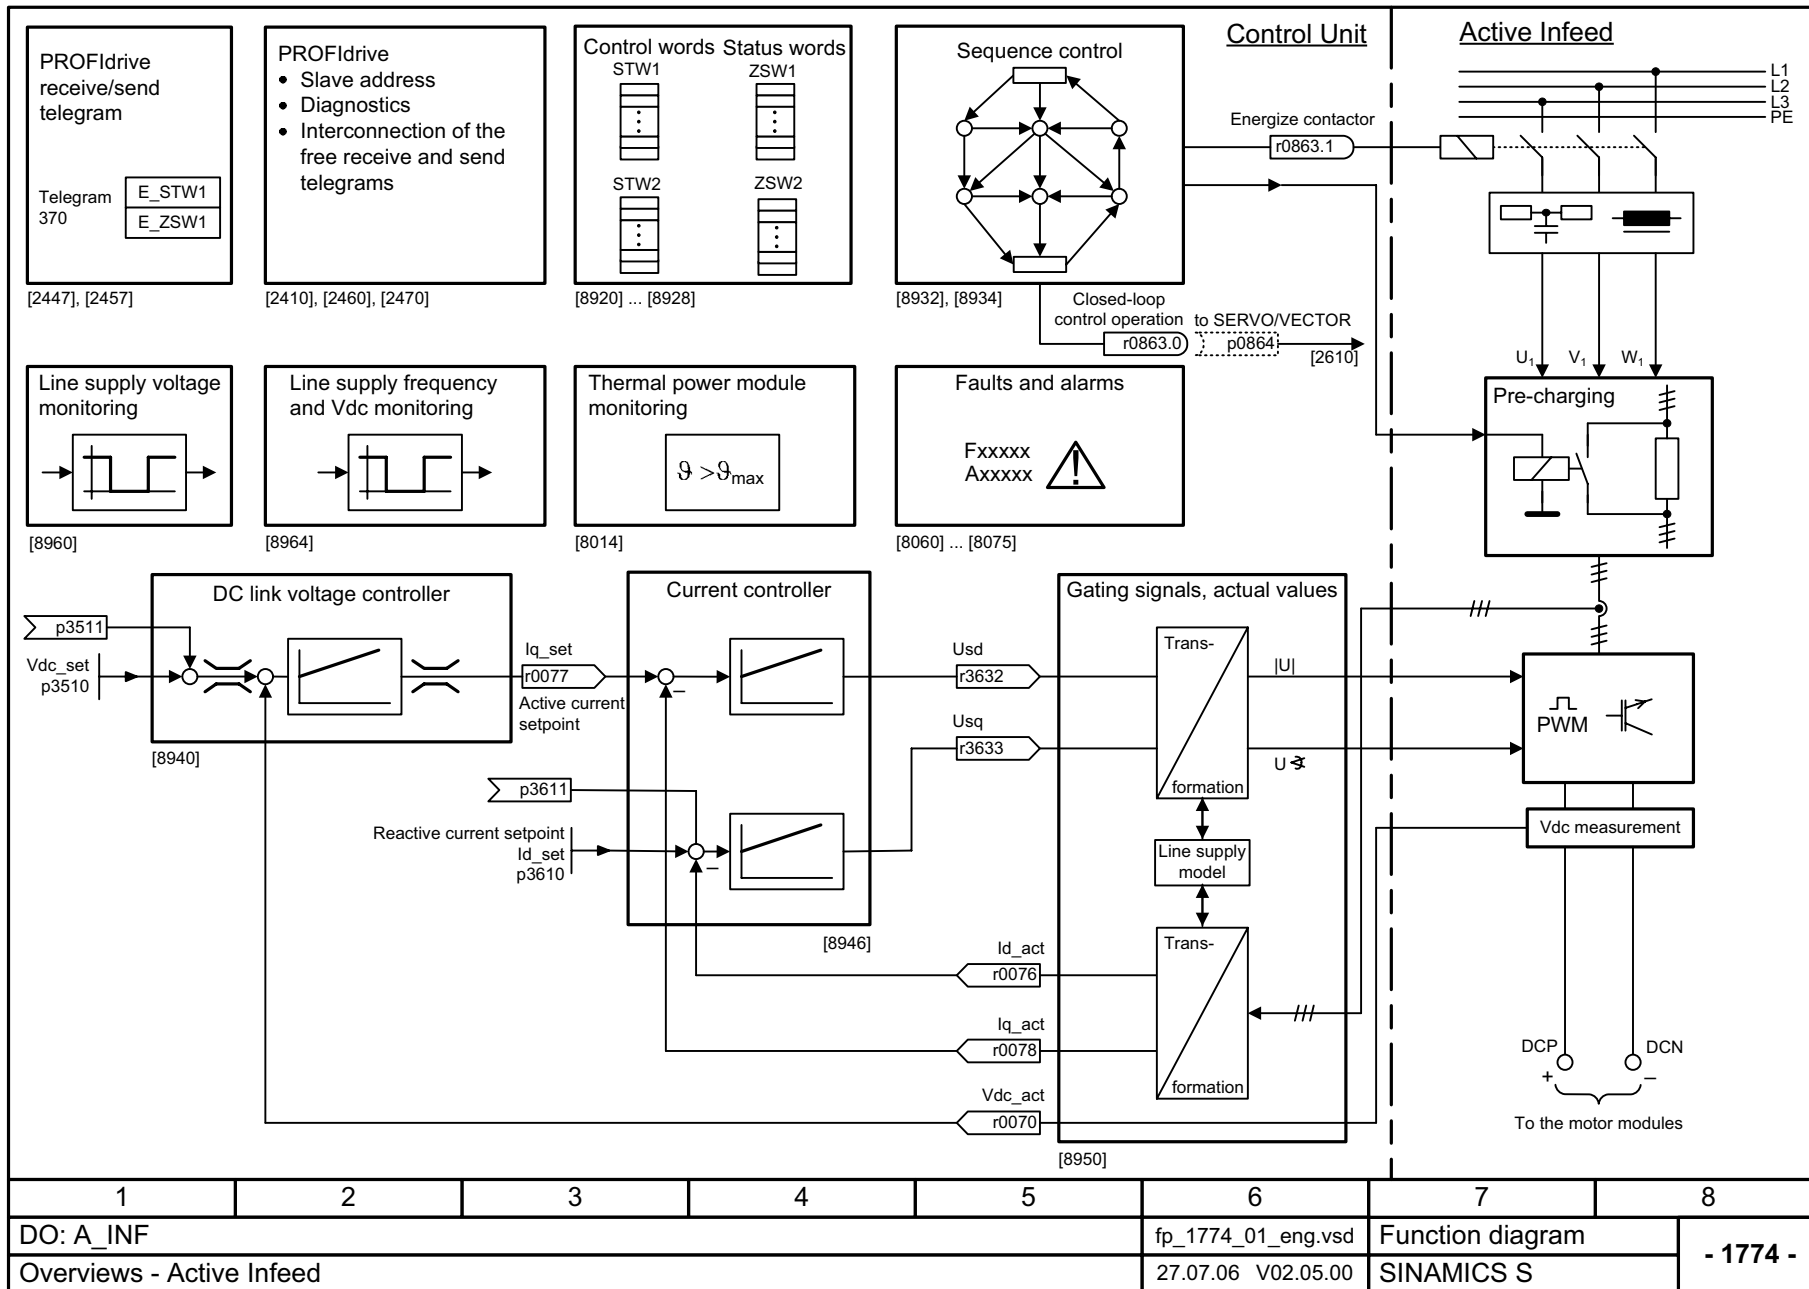 PROFIdrive
receive/send
telegram
Telegram
370
E_STW1
E_ZSW1
[2447], [2457]
PROFIdrive
• Slave address
• Diagnostics
• Interconnection of the
free receive and send
telegrams
[2410], [2460], [2470]
Control words
Status words
STW1
ZSW1
STW2
ZSW2
[8920] ... [8928]
Sequence control
[8932], [8934]
Control Unit
Active Infeed
L1
L2
L3
PE
Energize contactor
r0863.1
Closed-loop
control operation
r0863.0
to SERVO/VECTOR
p0864
[2610]
U1
V1
W1
Line supply voltage
monitoring
[8960]
Line supply frequency
and Vdc monitoring
[8964]
Thermal power module
monitoring
ϑ >ϑmax
[8014]
Faults and alarms
Fxxxxx
Axxxxx
!
[8060] ... [8075]
Pre-charging
DC link voltage controller
p3511
Vdc_set
p3510
[8940]
Iq_set
r0077
Active current
setpoint
Current controller
–
p3611
Reactive current setpoint
Id_set
p3610
–
[8946]
Usd
r3632
Usq
r3633
Id_act
r0076
Iq_act
r0078
Vdc_act
r0070
Gating signals, actual values
Trans-
formation
|U|
U ∢
Line supply
model
Trans-
formation
[8950]
PWM
Vdc measurement
DCP
DCN
+
–
To the motor modules
1 2 3 4 5 6 7 8
DO: A_INF
fp_1774_01_eng.vsd
Function diagram
- 1774 -
Overviews - Active Infeed
27.07.06 V02.05.00
SINAMICS S